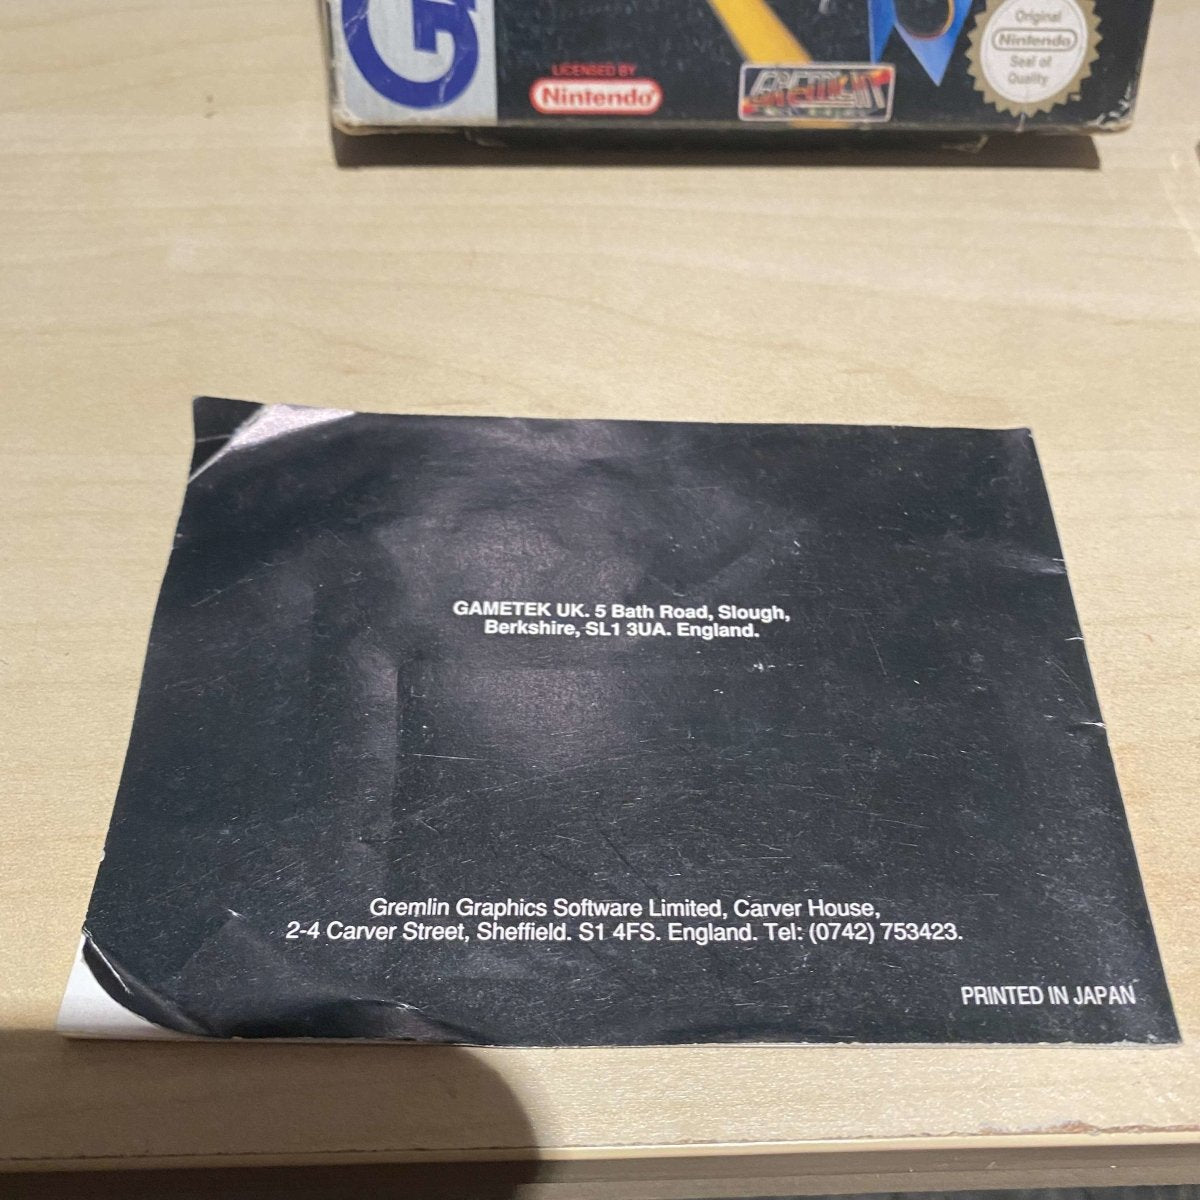 G
LICENSED BY
Nintendo
GREMLIN
Original
Nintendo
Seal of
Quality
GAMETEK UK. 5 Bath Road, Slough,
Berkshire, SL1 3UA. England.
Gremlin Graphics Software Limited, Carver House,
2-4 Carver Street, Sheffield. S1 4FS. England. Tel: (0742) 753423.
PRINTED IN JAPAN